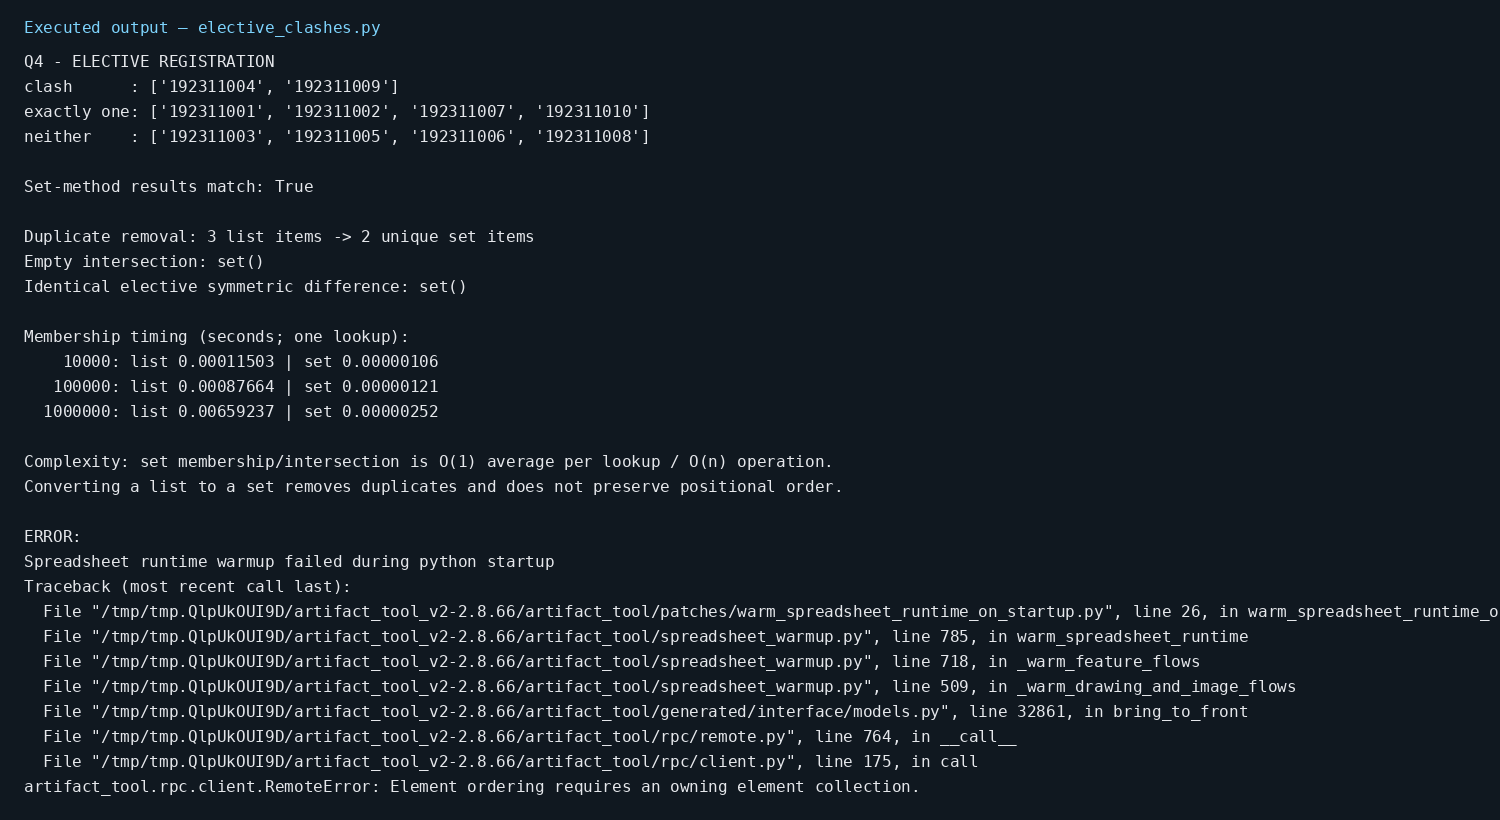 Executed output — elective_clashes.py
Q4 - ELECTIVE REGISTRATION
clash      : ['192311004', '192311009']
exactly one: ['192311001', '192311002', '192311007', '192311010']
neither    : ['192311003', '192311005', '192311006', '192311008']

Set-method results match: True

Duplicate removal: 3 list items -> 2 unique set items
Empty intersection: set()
Identical elective symmetric difference: set()

Membership timing (seconds; one lookup):
    10000: list 0.00011503 | set 0.00000106
   100000: list 0.00087664 | set 0.00000121
  1000000: list 0.00659237 | set 0.00000252

Complexity: set membership/intersection is O(1) average per lookup / O(n) operation.
Converting a list to a set removes duplicates and does not preserve positional order.

ERROR:
Spreadsheet runtime warmup failed during python startup
Traceback (most recent call last):
  File "/tmp/tmp.QlpUkOUI9D/artifact_tool_v2-2.8.66/artifact_tool/patches/warm_spreadsheet_runtime_on_startup.py", line 26, in warm_spreadsheet_runtime_o
  File "/tmp/tmp.QlpUkOUI9D/artifact_tool_v2-2.8.66/artifact_tool/spreadsheet_warmup.py", line 785, in warm_spreadsheet_runtime
  File "/tmp/tmp.QlpUkOUI9D/artifact_tool_v2-2.8.66/artifact_tool/spreadsheet_warmup.py", line 718, in _warm_feature_flows
  File "/tmp/tmp.QlpUkOUI9D/artifact_tool_v2-2.8.66/artifact_tool/spreadsheet_warmup.py", line 509, in _warm_drawing_and_image_flows
  File "/tmp/tmp.QlpUkOUI9D/artifact_tool_v2-2.8.66/artifact_tool/generated/interface/models.py", line 32861, in bring_to_front
  File "/tmp/tmp.QlpUkOUI9D/artifact_tool_v2-2.8.66/artifact_tool/rpc/remote.py", line 764, in __call__
  File "/tmp/tmp.QlpUkOUI9D/artifact_tool_v2-2.8.66/artifact_tool/rpc/client.py", line 175, in call
artifact_tool.rpc.client.RemoteError: Element ordering requires an owning element collection.